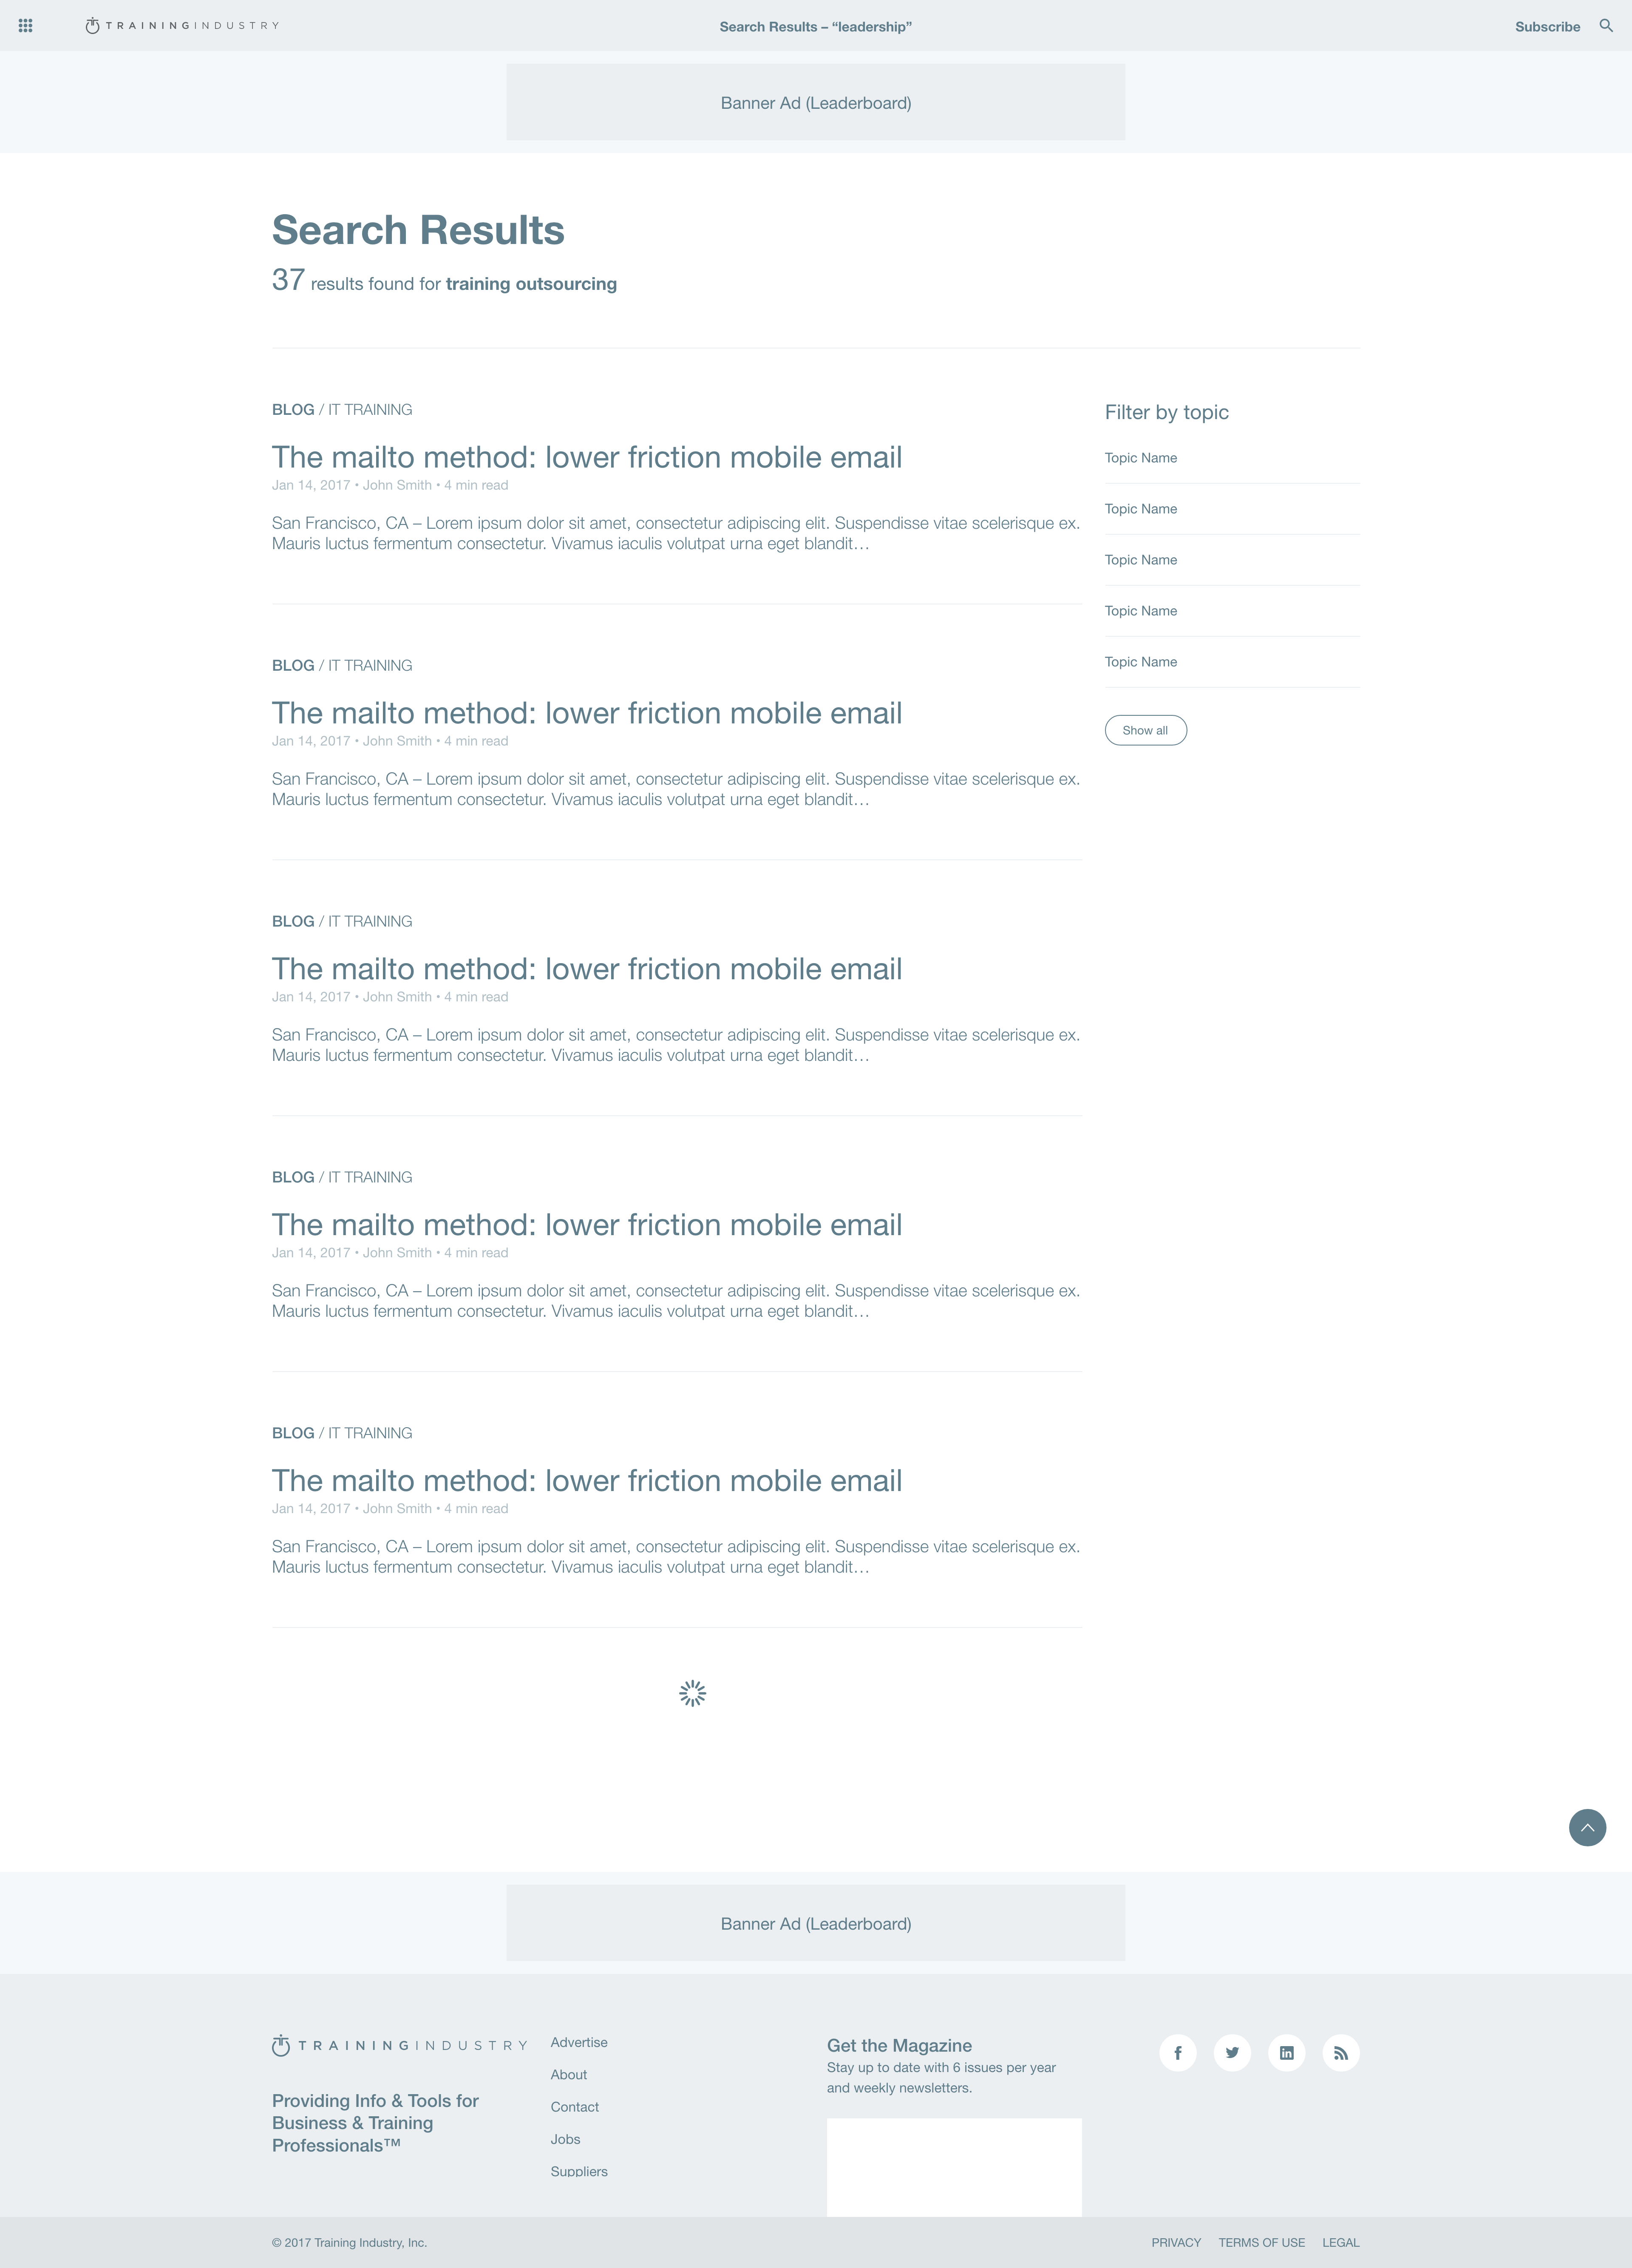 TRAININGINDUSTRY
Search Results – “leadership”
Subscribe
Banner Ad (Leaderboard)
Search Results
37 results found for training outsourcing
BLOG / IT TRAINING
The mailto method: lower friction mobile email
Jan 14, 2017 • John Smith • 4 min read
San Francisco, CA – Lorem ipsum dolor sit amet, consectetur adipiscing elit. Suspendisse vitae scelerisque ex.
Mauris luctus fermentum consectetur. Vivamus iaculis volutpat urna eget blandit…
BLOG / IT TRAINING
The mailto method: lower friction mobile email
Jan 14, 2017 • John Smith • 4 min read
San Francisco, CA – Lorem ipsum dolor sit amet, consectetur adipiscing elit. Suspendisse vitae scelerisque ex.
Mauris luctus fermentum consectetur. Vivamus iaculis volutpat urna eget blandit…
BLOG / IT TRAINING
The mailto method: lower friction mobile email
Jan 14, 2017 • John Smith • 4 min read
San Francisco, CA – Lorem ipsum dolor sit amet, consectetur adipiscing elit. Suspendisse vitae scelerisque ex.
Mauris luctus fermentum consectetur. Vivamus iaculis volutpat urna eget blandit…
BLOG / IT TRAINING
The mailto method: lower friction mobile email
Jan 14, 2017 • John Smith • 4 min read
San Francisco, CA – Lorem ipsum dolor sit amet, consectetur adipiscing elit. Suspendisse vitae scelerisque ex.
Mauris luctus fermentum consectetur. Vivamus iaculis volutpat urna eget blandit…
BLOG / IT TRAINING
The mailto method: lower friction mobile email
Jan 14, 2017 • John Smith • 4 min read
San Francisco, CA – Lorem ipsum dolor sit amet, consectetur adipiscing elit. Suspendisse vitae scelerisque ex.
Mauris luctus fermentum consectetur. Vivamus iaculis volutpat urna eget blandit…
Filter by topic
Topic Name
Topic Name
Topic Name
Topic Name
Topic Name
Show all
Banner Ad (Leaderboard)
TRAININGINDUSTRY
Providing Info & Tools for
Business & Training
Professionals™
Advertise
About
Contact
Jobs
Suppliers
Get the Magazine
Stay up to date with 6 issues per year
and weekly newsletters.
© 2017 Training Industry, Inc.
PRIVACY
TERMS OF USE
LEGAL